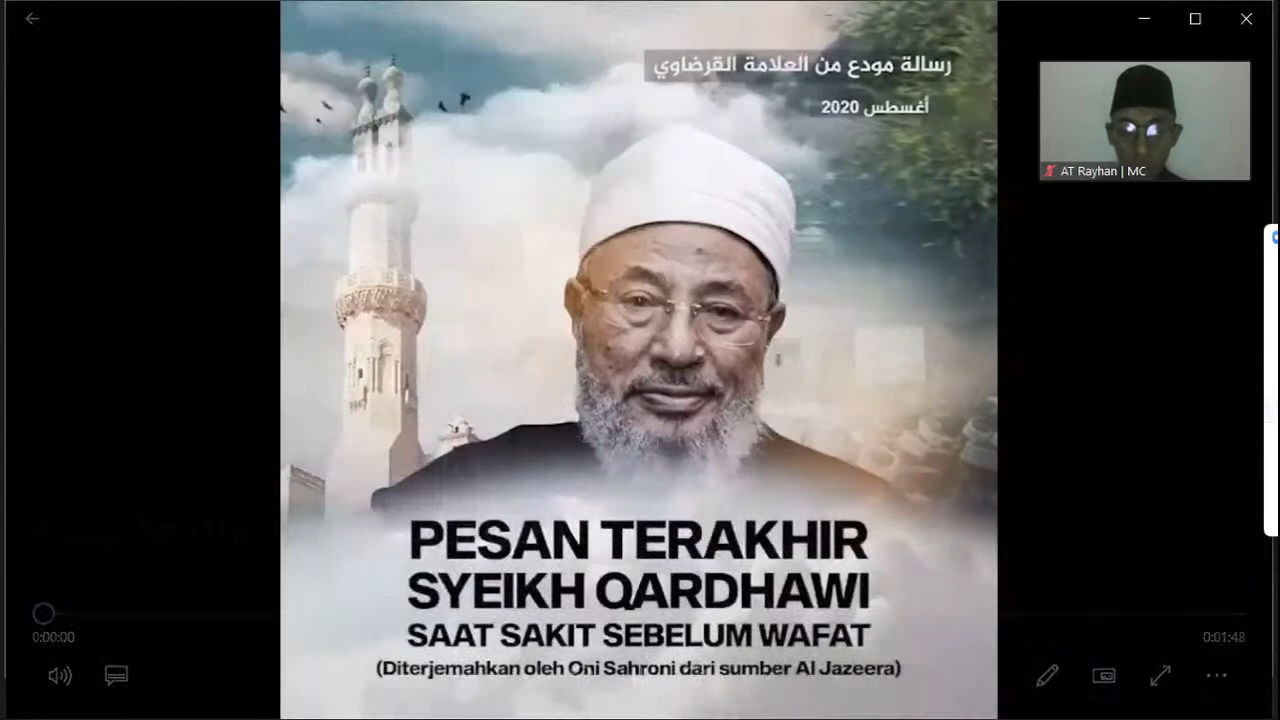 رسالة مودع من العلامة القرضاوي
أغسطس 2020
AT Rayhan | MC
PESAN TERAKHIR
SYEIKH QARDHAWI
SAAT SAKIT SEBELUM WAFAT
(Diterjemahkan oleh Oni Sahroni dari sumber Al Jazeera)
0:00:00
0:01:48